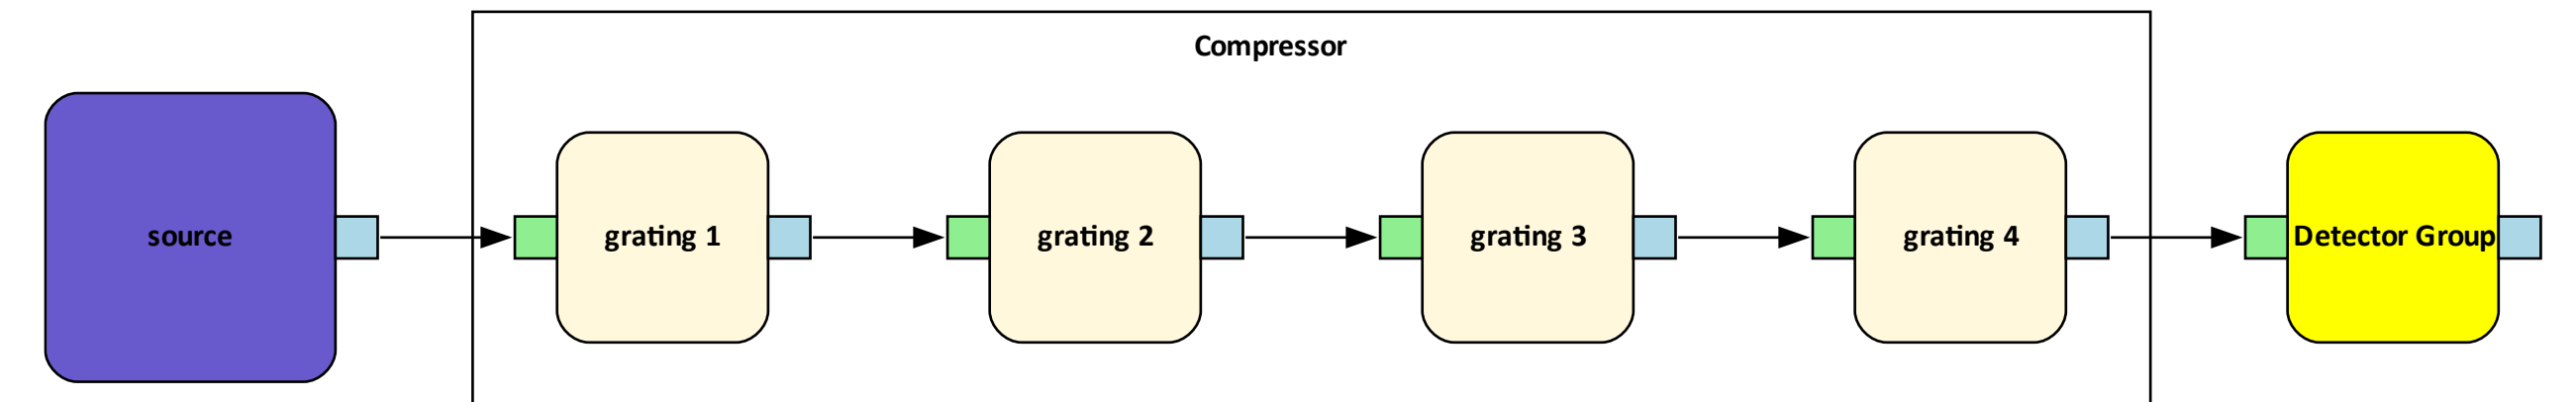 Compressor
source
grating 1
grating 2
grating 3
grating 4
Detector Group